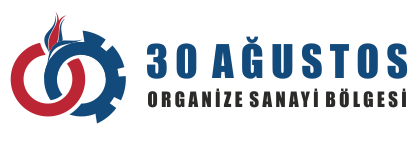 30 AĞUSTOS
ORGANİZE SANAYİ BÖLGESİ